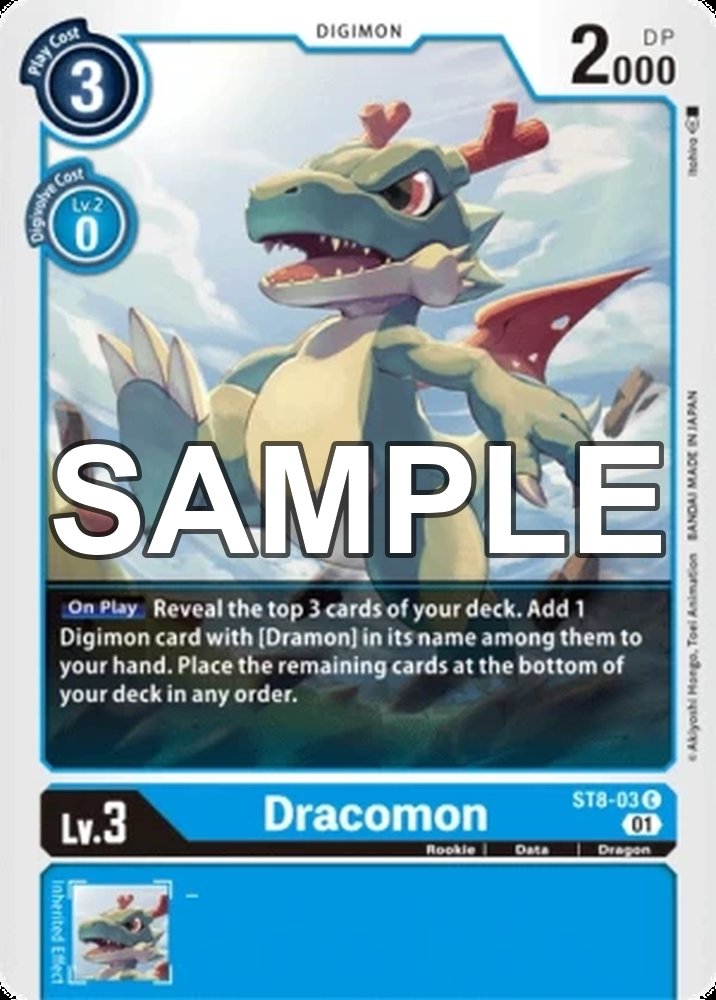 DIGIMON
Play Cost
3
DP
2000
Digivolve Cost
Lv.2
0
Itohiro
SAMPLE
On Play Reveal the top 3 cards of your deck. Add 1
Digimon card with [Dramon] in its name among them to
your hand. Place the remaining cards at the bottom of
your deck in any order.
© Akiyoshi Hongo, Toei Animation BANDAI MADE IN JAPAN
Lv.3
Dracomon
ST8-03 C
01
Rookie | Data | Dragon
Inherited Effect
–